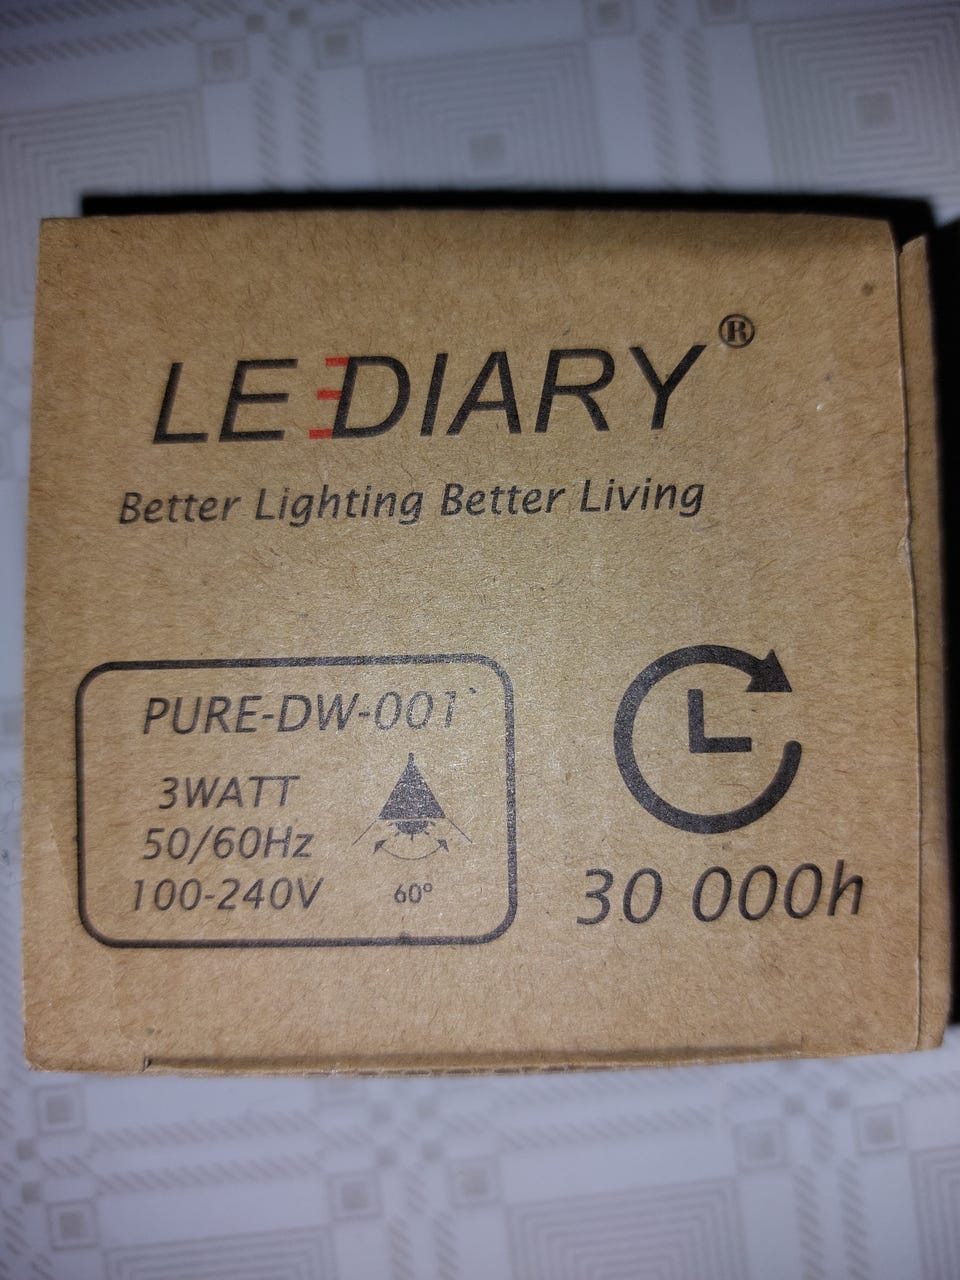 LEDIARY®
Better Lighting Better Living
PURE-DW-001
3WATT
50/60Hz
100-240V
60°
30 000h